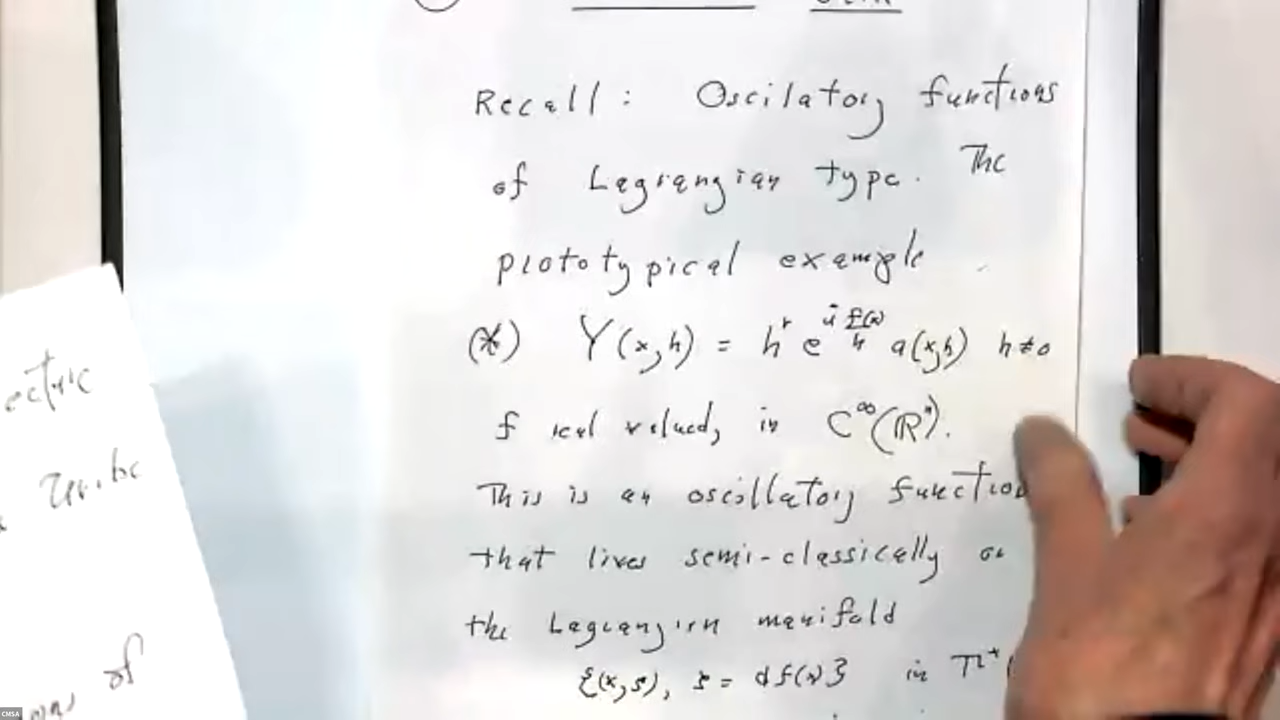 Recall: Oscilatory functions
of Lagrangian type. The
prototypical example
(*) Υ(x,h) = h^r e^{i f(x)/h} a(x,h) h≠0
f real valued, in C^∞(ℝ^n).
This is an oscillatory function
that lives semi-classically on
the Lagrangian manifold
{(x,ξ), ξ = df(x)} in T*(
ectric
of
CMSA